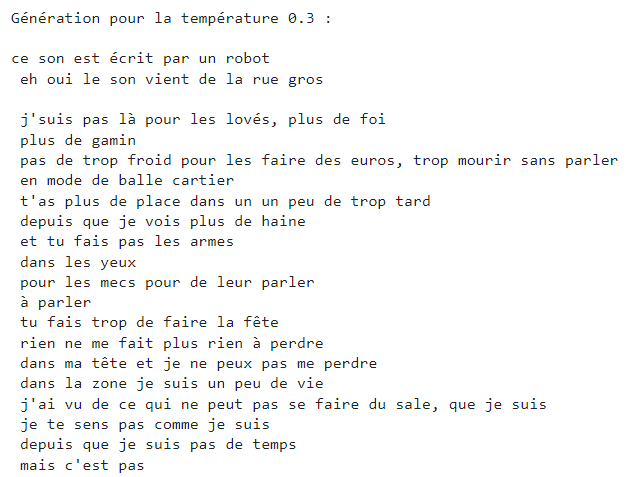 Génération pour la température 0.3 :
ce son est écrit par un robot
eh oui le son vient de la rue gros
j'suis pas là pour les lovés, plus de foi
plus de gamin
pas de trop froid pour les faire des euros, trop mourir sans parler
en mode de balle cartier
t'as plus de place dans un un peu de trop tard
depuis que je vois plus de haine
et tu fais pas les armes
dans les yeux
pour les mecs pour de leur parler
à parler
tu fais trop de faire la fête
rien ne me fait plus rien à perdre
dans ma tête et je ne peux pas me perdre
dans la zone je suis un peu de vie
j'ai vu de ce qui ne peut pas se faire du sale, que je suis
je te sens pas comme je suis
depuis que je suis pas de temps
mais c'est pas